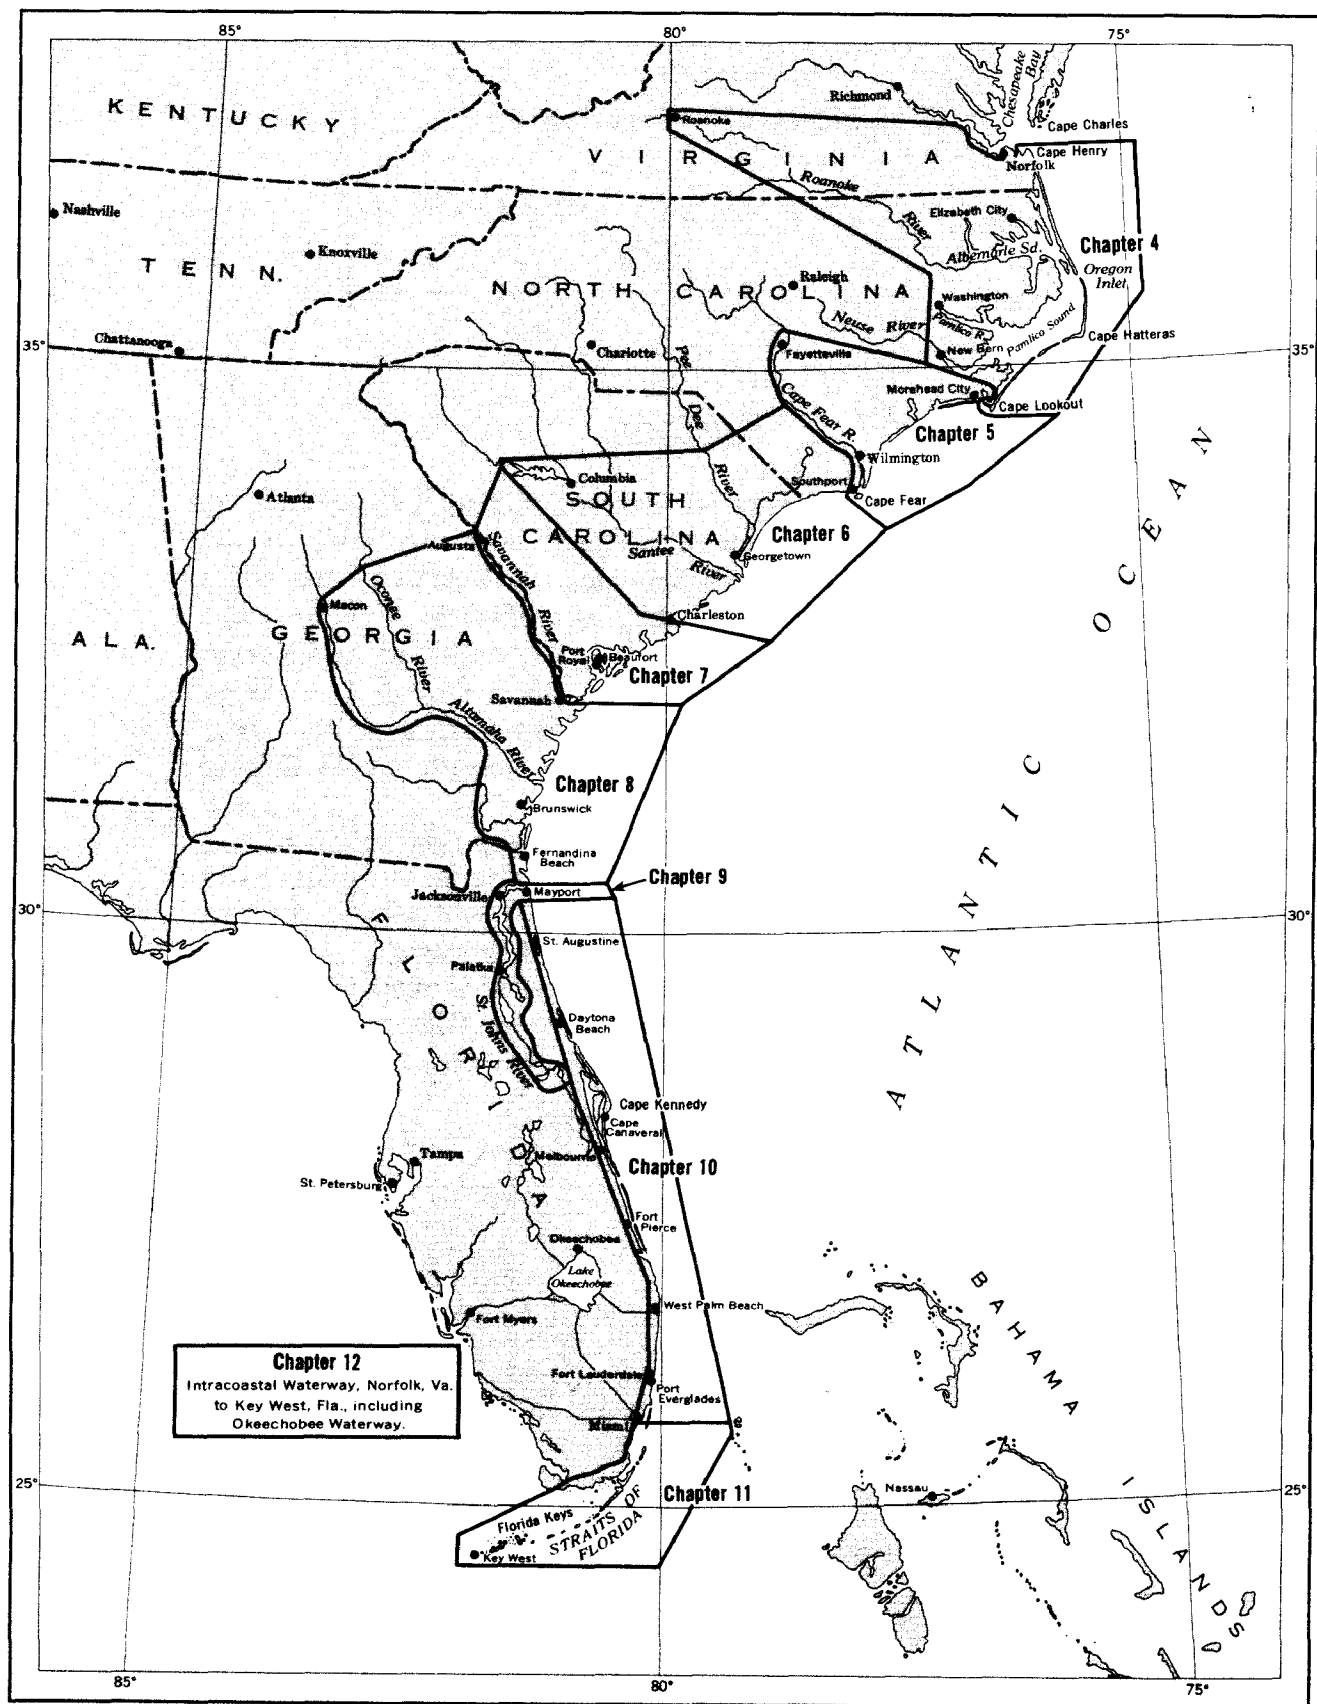 85°
80°
75°
KENTUCKY
Richmond
Chesapeake
Bay
Roanoke
Cape Charles
VIRGINIA
Cape Henry
Norfolk
Roanoke
River
Nashville
Elizabeth City
Knoxville
Albemarle Sd.
Chapter 4
TENN.
Oregon
Inlet
NORTH CAROLINA
Raleigh
Washington
Pamlico R.
Neuse River
Pamlico Sound
Cape Hatteras
Chattanooga
35°
35°
Charlotte
Fayetteville
New Bern
Pee
Dee
River
Morehead City
Cape Lookout
Cape Fear R.
Chapter 5
Wilmington
Columbia
Southport
Cape Fear
Atlanta
SOUTH
CAROLINA
Chapter 6
Augusta
Savannah
River
Santee
River
Georgetown
Oconee
River
Macon
Charleston
ALA.
GEORGIA
Port
Royal
Beaufort
Chapter 7
Savannah
Altamaha River
Chapter 8
Brunswick
Fernandina
Beach
Chapter 9
Jacksonville
Mayport
30°
30°
FLORIDA
St. Augustine
Palatka
St. Johns River
Daytona
Beach
Cape Kennedy
Cape
Canaveral
Tampa
Melbourne
Chapter 10
St. Petersburg
Fort
Pierce
Okeechobee
Lake
Okeechobee
West Palm Beach
Fort Myers
Chapter 12
Intracoastal Waterway, Norfolk, Va.
to Key West, Fla., including
Okeechobee Waterway.
Fort Lauderdale
Port
Everglades
Miami
25°
25°
Chapter 11
Nassau
Florida Keys
STRAITS OF
FLORIDA
Key West
ATLANTIC OCEAN
BAHAMA ISLANDS
85°
80°
75°